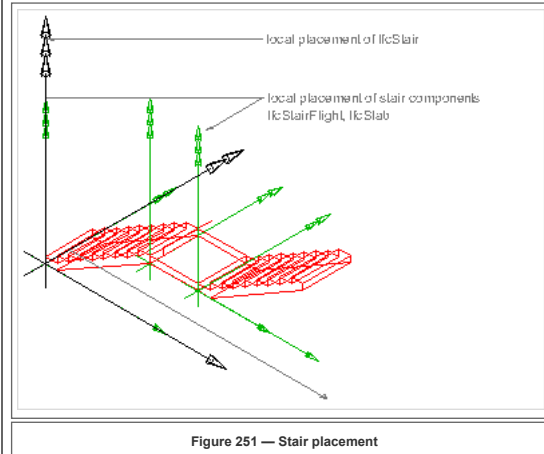 local placement of IfcStair
local placement of stair components
IfcStairFlight, IfcSlab
Figure 251 — Stair placement